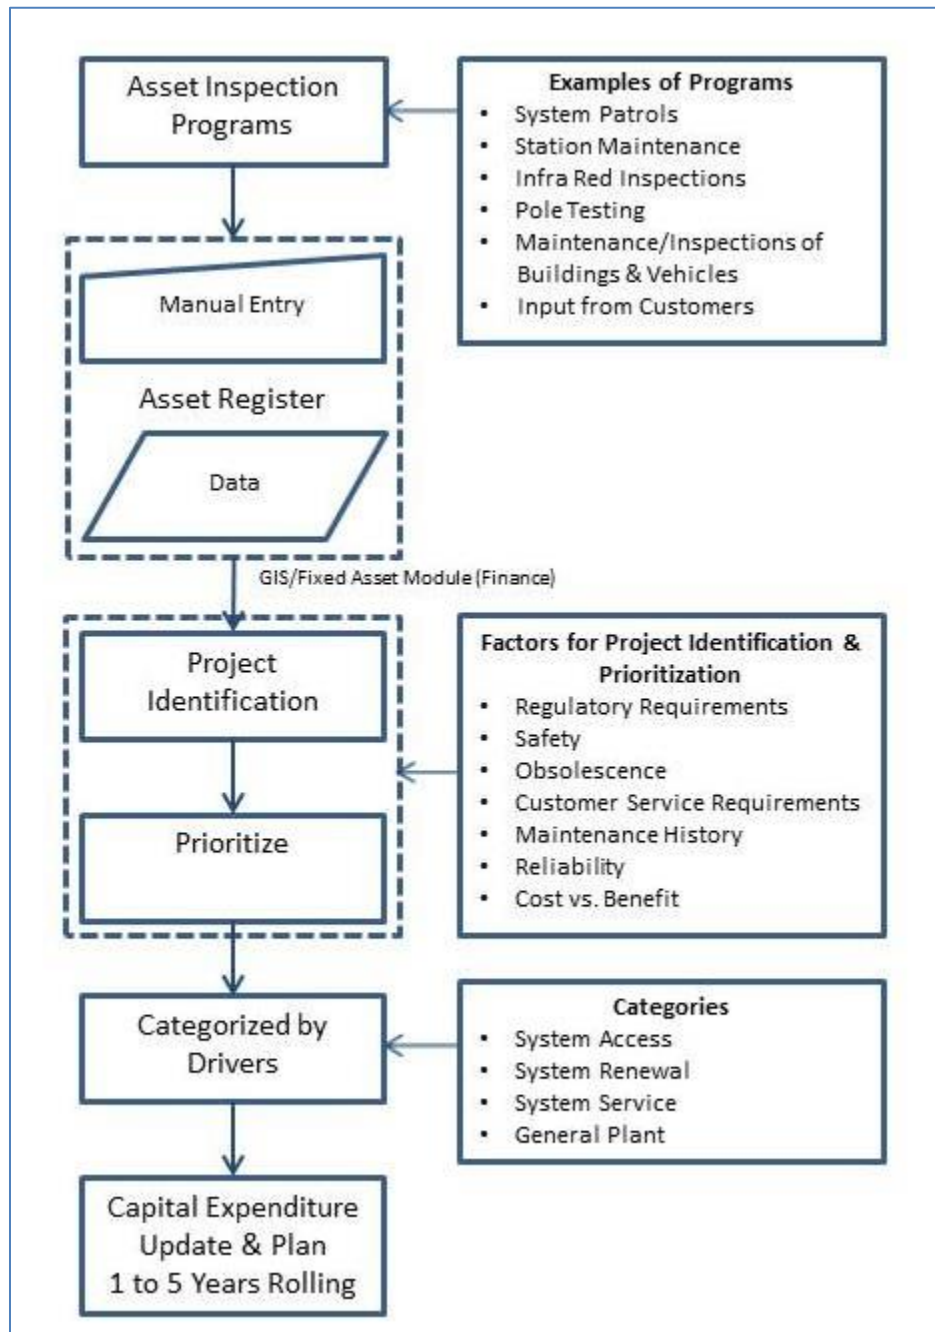 Asset Inspection
Programs
Examples of Programs
• System Patrols
• Station Maintenance
• Infra Red Inspections
• Pole Testing
• Maintenance/Inspections of
Buildings & Vehicles
• Input from Customers
Manual Entry
Asset Register
Data
GIS/Fixed Asset Module (Finance)
Project
Identification
Prioritize
Factors for Project Identification &
Prioritization
• Regulatory Requirements
• Safety
• Obsolescence
• Customer Service Requirements
• Maintenance History
• Reliability
• Cost vs. Benefit
Categorized by
Drivers
Categories
• System Access
• System Renewal
• System Service
• General Plant
Capital Expenditure
Update & Plan
1 to 5 Years Rolling